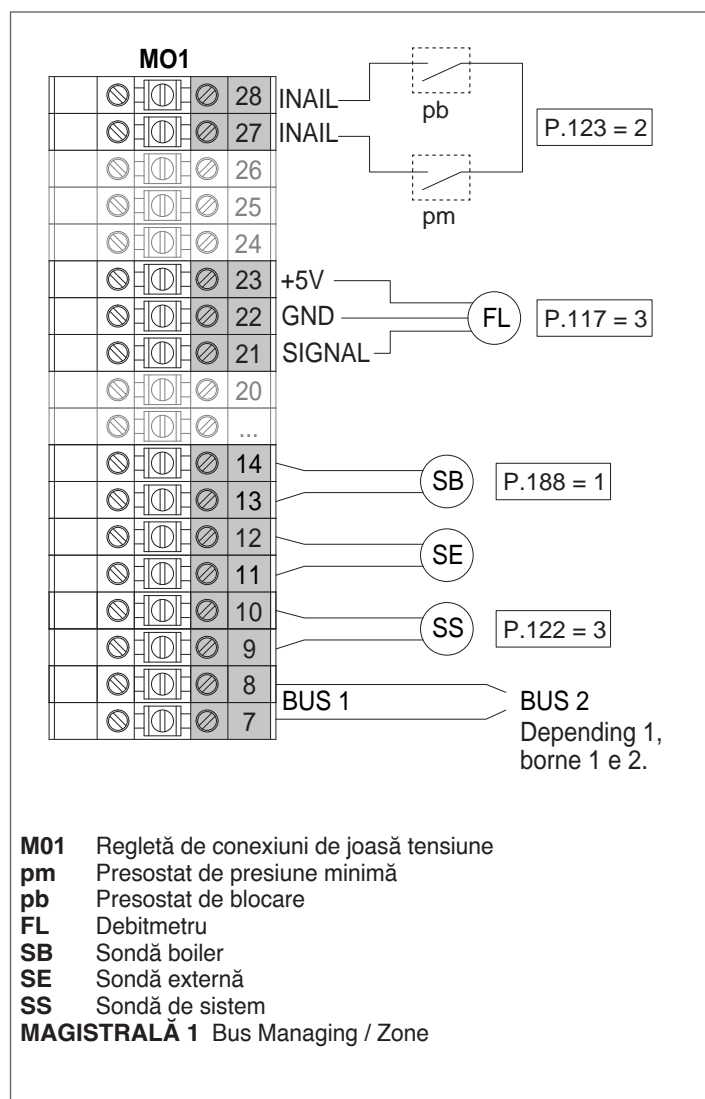 MO1
28 INAIL
pb
27 INAIL
P.123 = 2
26
25
pm
24
23 +5V
22 GND
FL
P.117 = 3
21 SIGNAL
20
...
14
SB
P.188 = 1
13
12
SE
11
10
SS
P.122 = 3
9
8
BUS 1
BUS 2
7
Depending 1,
borne 1 e 2.
M01 Regletă de conexiuni de joasă tensiune
pm Presostat de presiune minimă
pb Presostat de blocare
FL Debitmetru
SB Sondă boiler
SE Sondă externă
SS Sondă de sistem
MAGISTRALĂ 1 Bus Managing / Zone